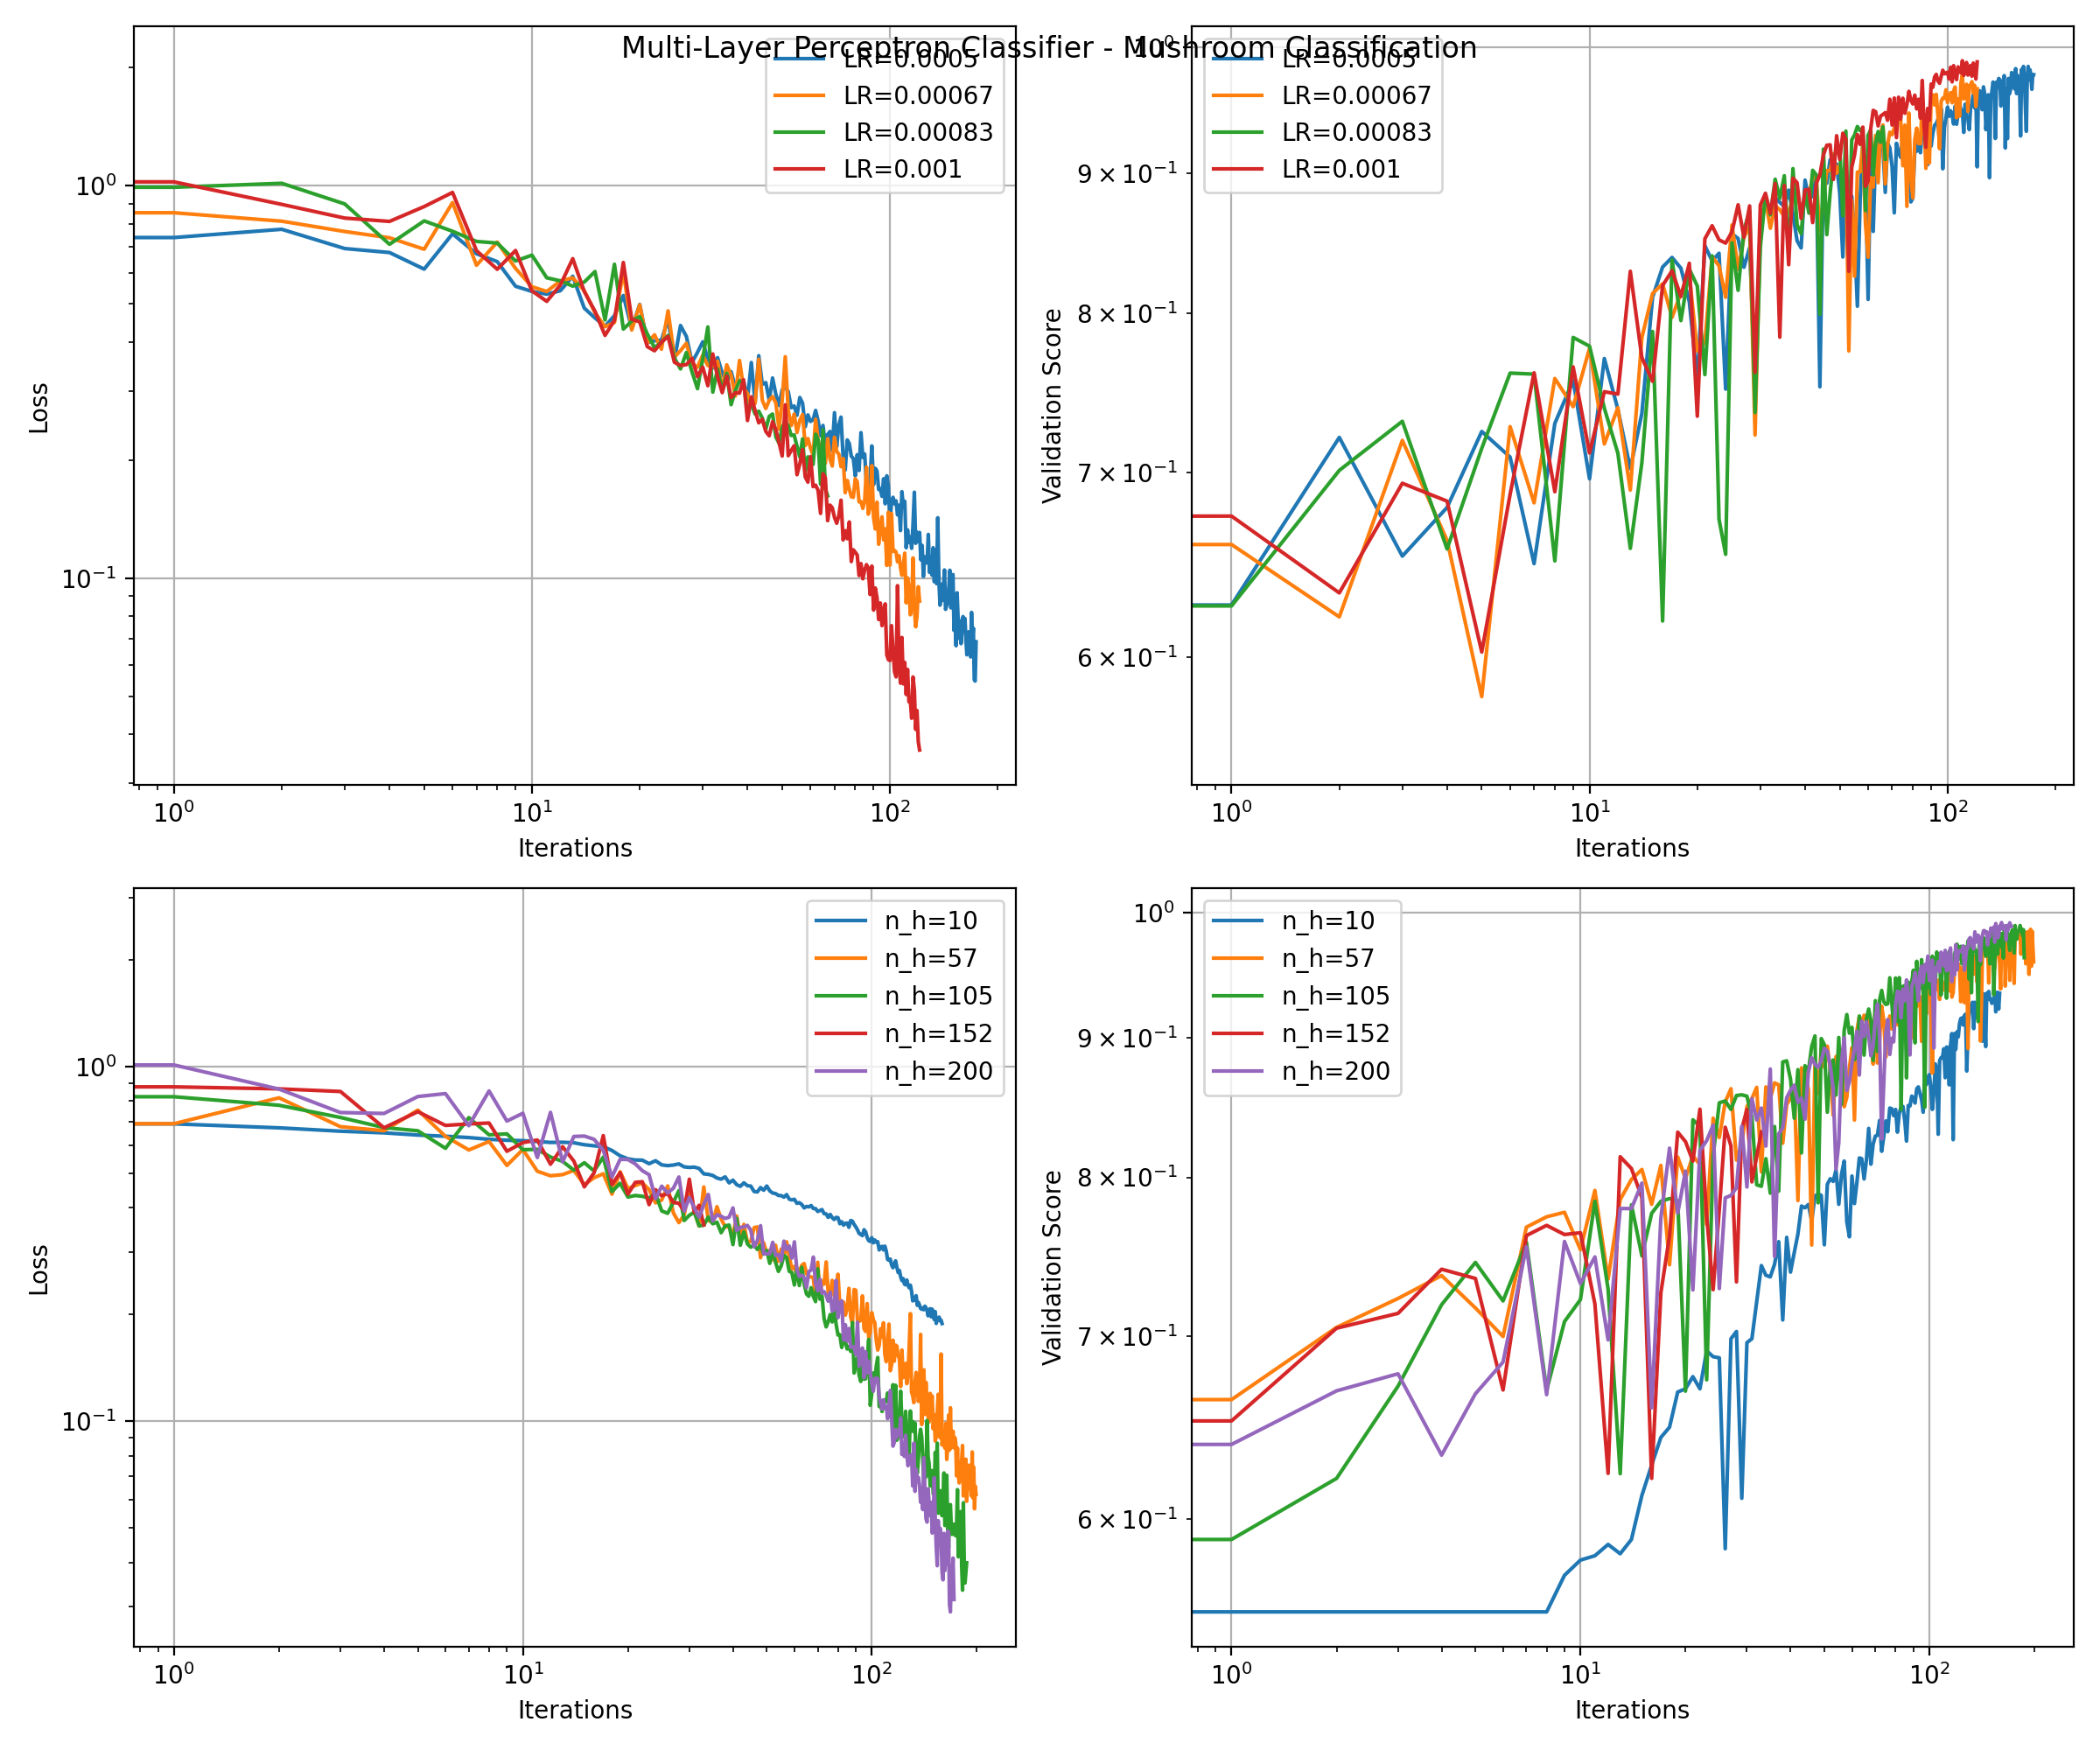 Multi-Layer Perceptron Classifier - Mushroom Classification
LR=0.0005
LR=0.00067
LR=0.00083
LR=0.001
10⁰
10⁻¹
Loss
10⁰
10¹
10²
Iterations
LR=0.0005
LR=0.00067
LR=0.00083
LR=0.001
10⁰
9×10⁻¹
8×10⁻¹
7×10⁻¹
6×10⁻¹
Validation Score
10⁰
10¹
10²
Iterations
n_h=10
n_h=57
n_h=105
n_h=152
n_h=200
10⁰
10⁻¹
Loss
10⁰
10¹
10²
Iterations
n_h=10
n_h=57
n_h=105
n_h=152
n_h=200
10⁰
9×10⁻¹
8×10⁻¹
7×10⁻¹
6×10⁻¹
Validation Score
10⁰
10¹
10²
Iterations